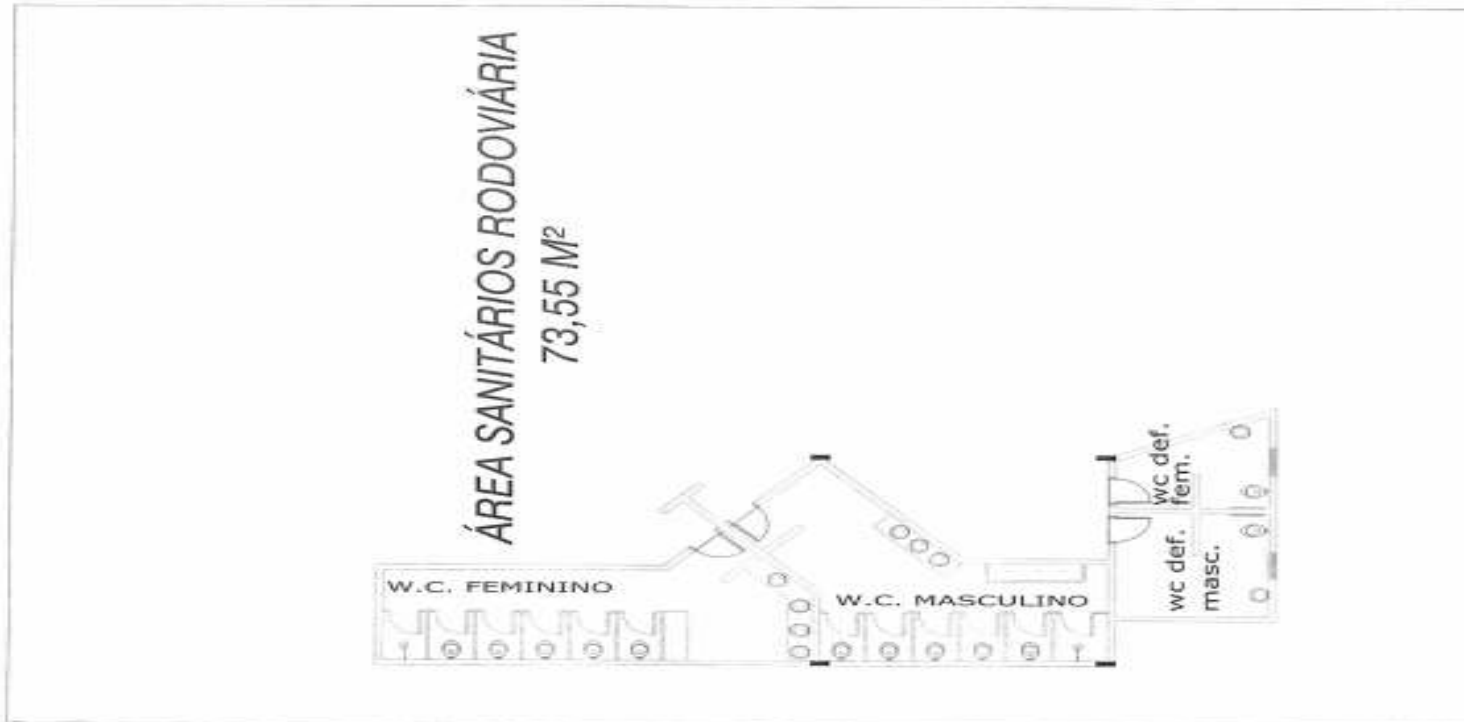 ÁREA SANITÁRIOS RODOVIÁRIA
73,55 M²
W.C. FEMININO
W.C. MASCULINO
wc def.
fem.
wc def.
masc.